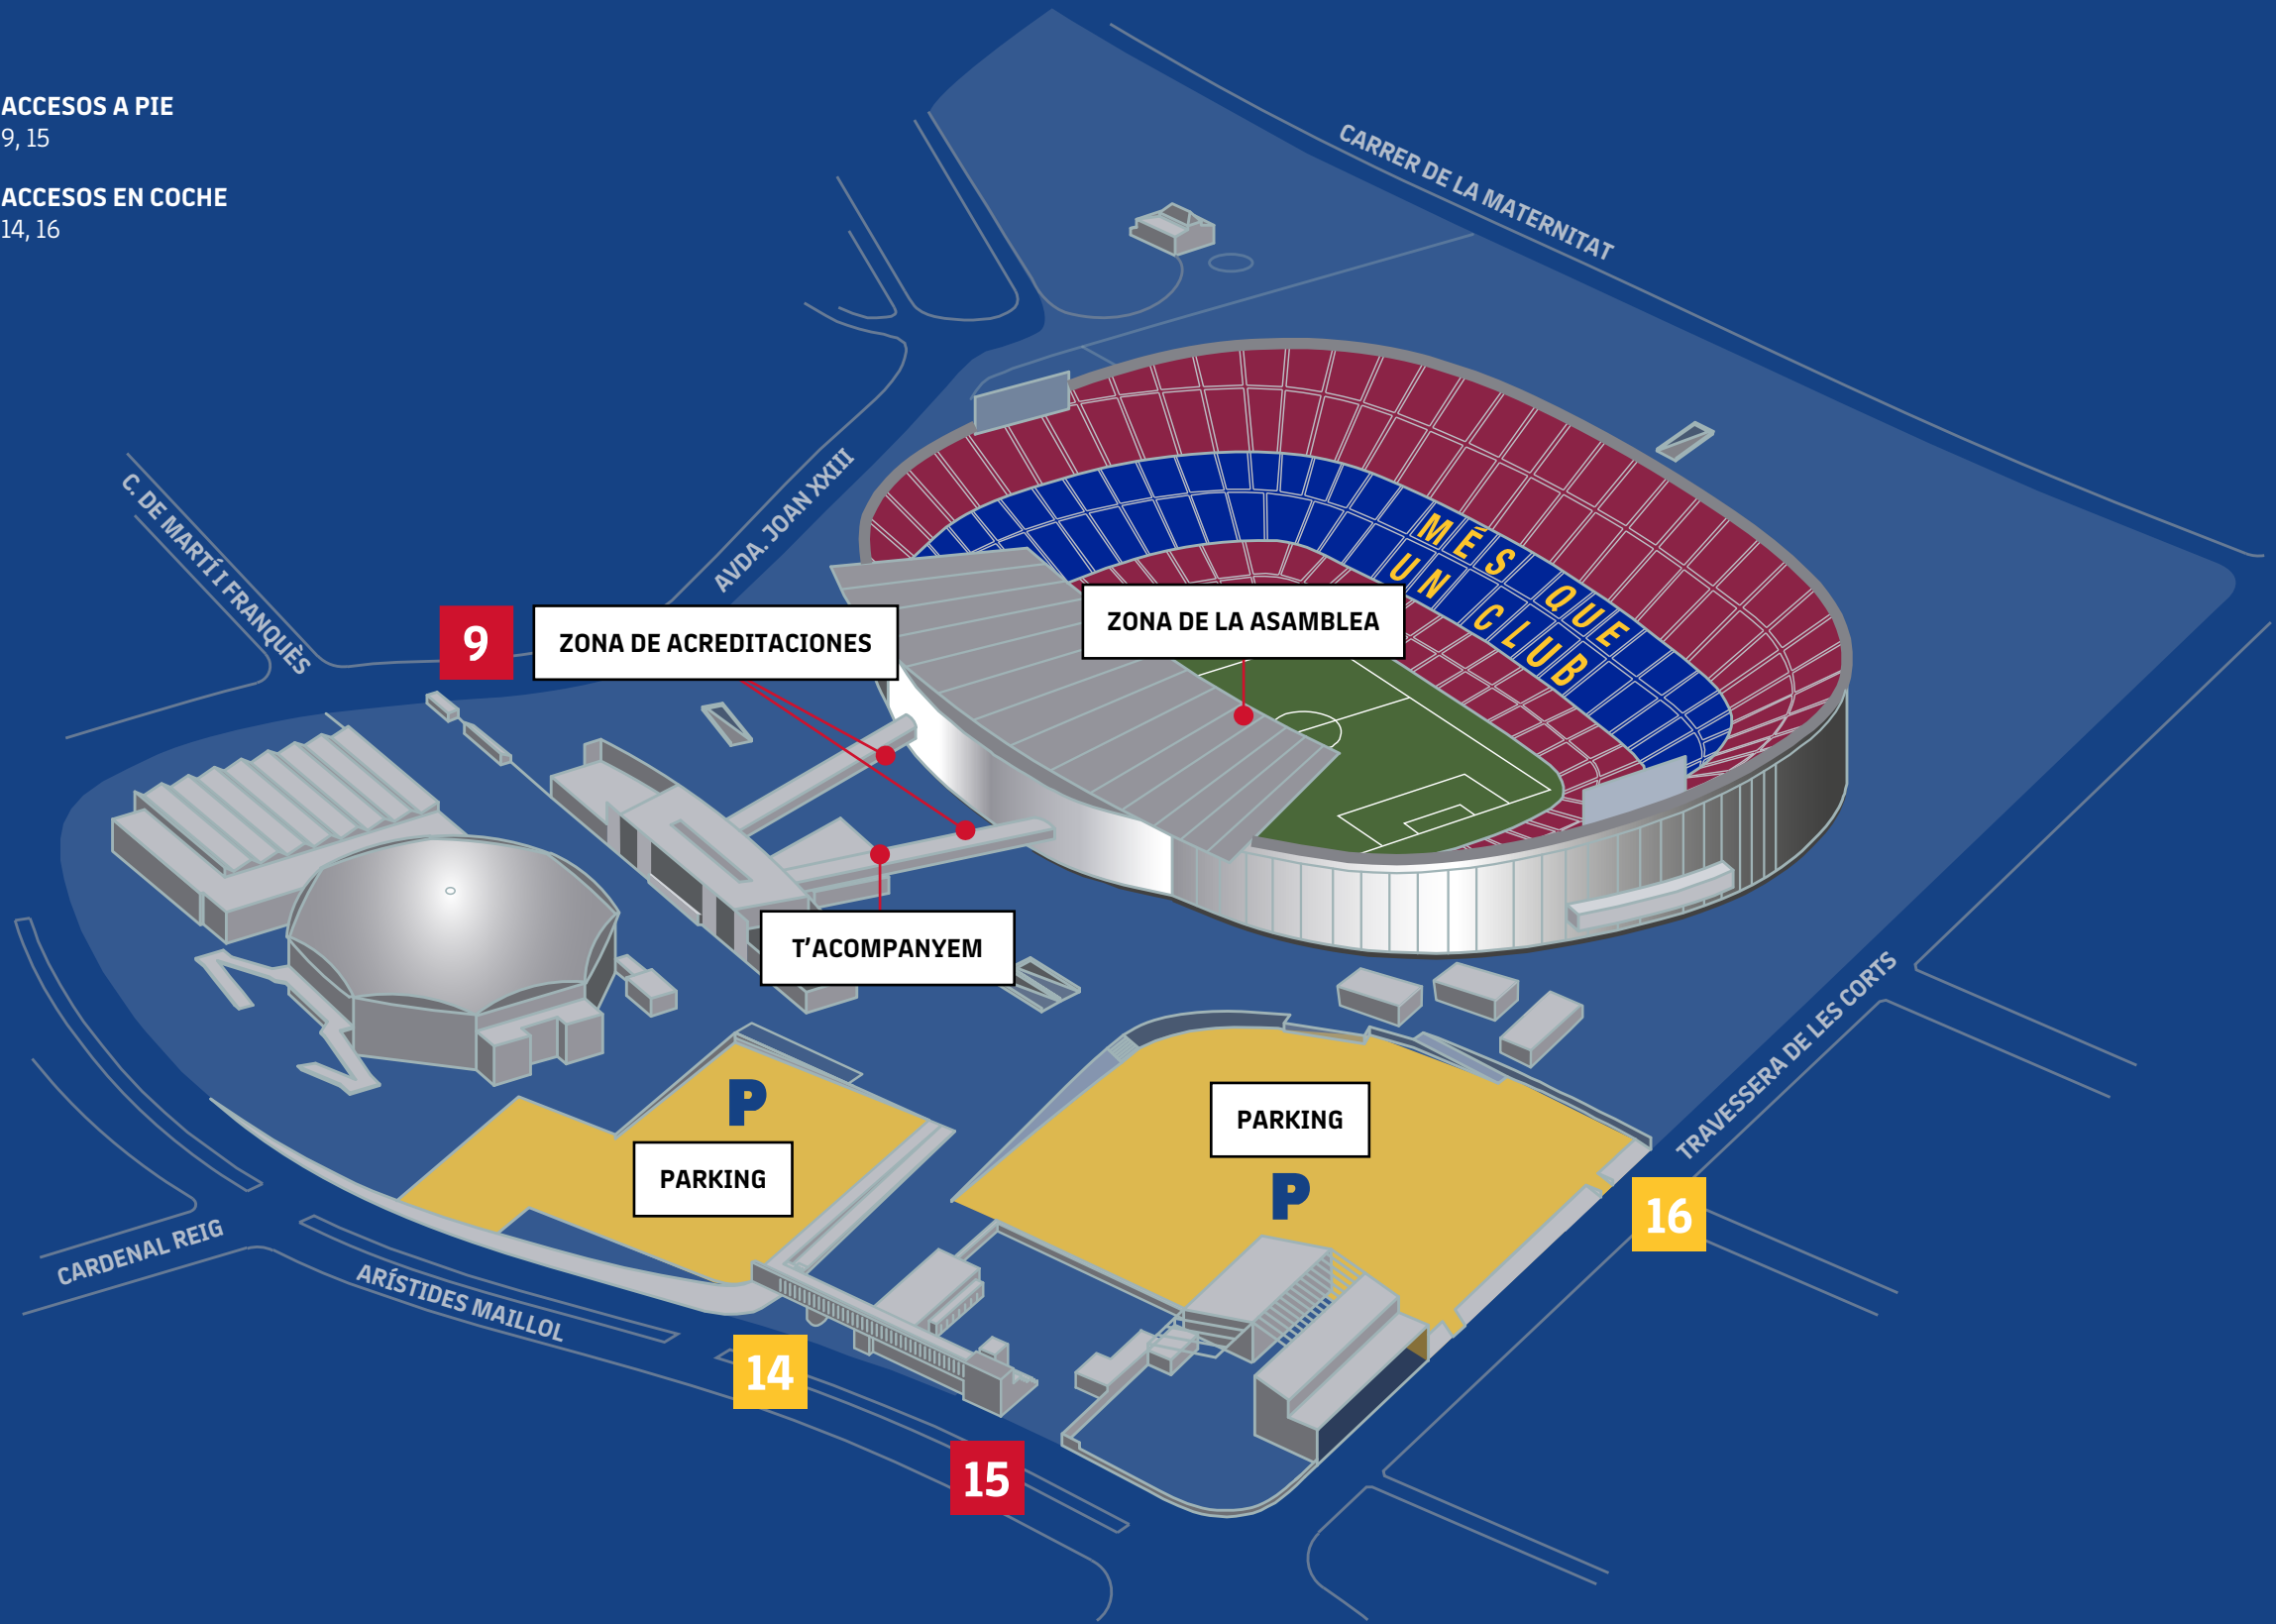 ACCESOS A PIE
9, 15
ACCESOS EN COCHE
14, 16
CARRER DE LA MATERNITAT
C. DE MARTÍ I FRANQUÈS
AVDA. JOAN XXIII
MÉS QUE
UN CLUB
9
ZONA DE ACREDITACIONES
ZONA DE LA ASAMBLEA
T’ACOMPANYEM
P
PARKING
PARKING
P
TRAVESSERA DE LES CORTS
16
CARDENAL REIG
ARÍSTIDES MAILLOL
14
15